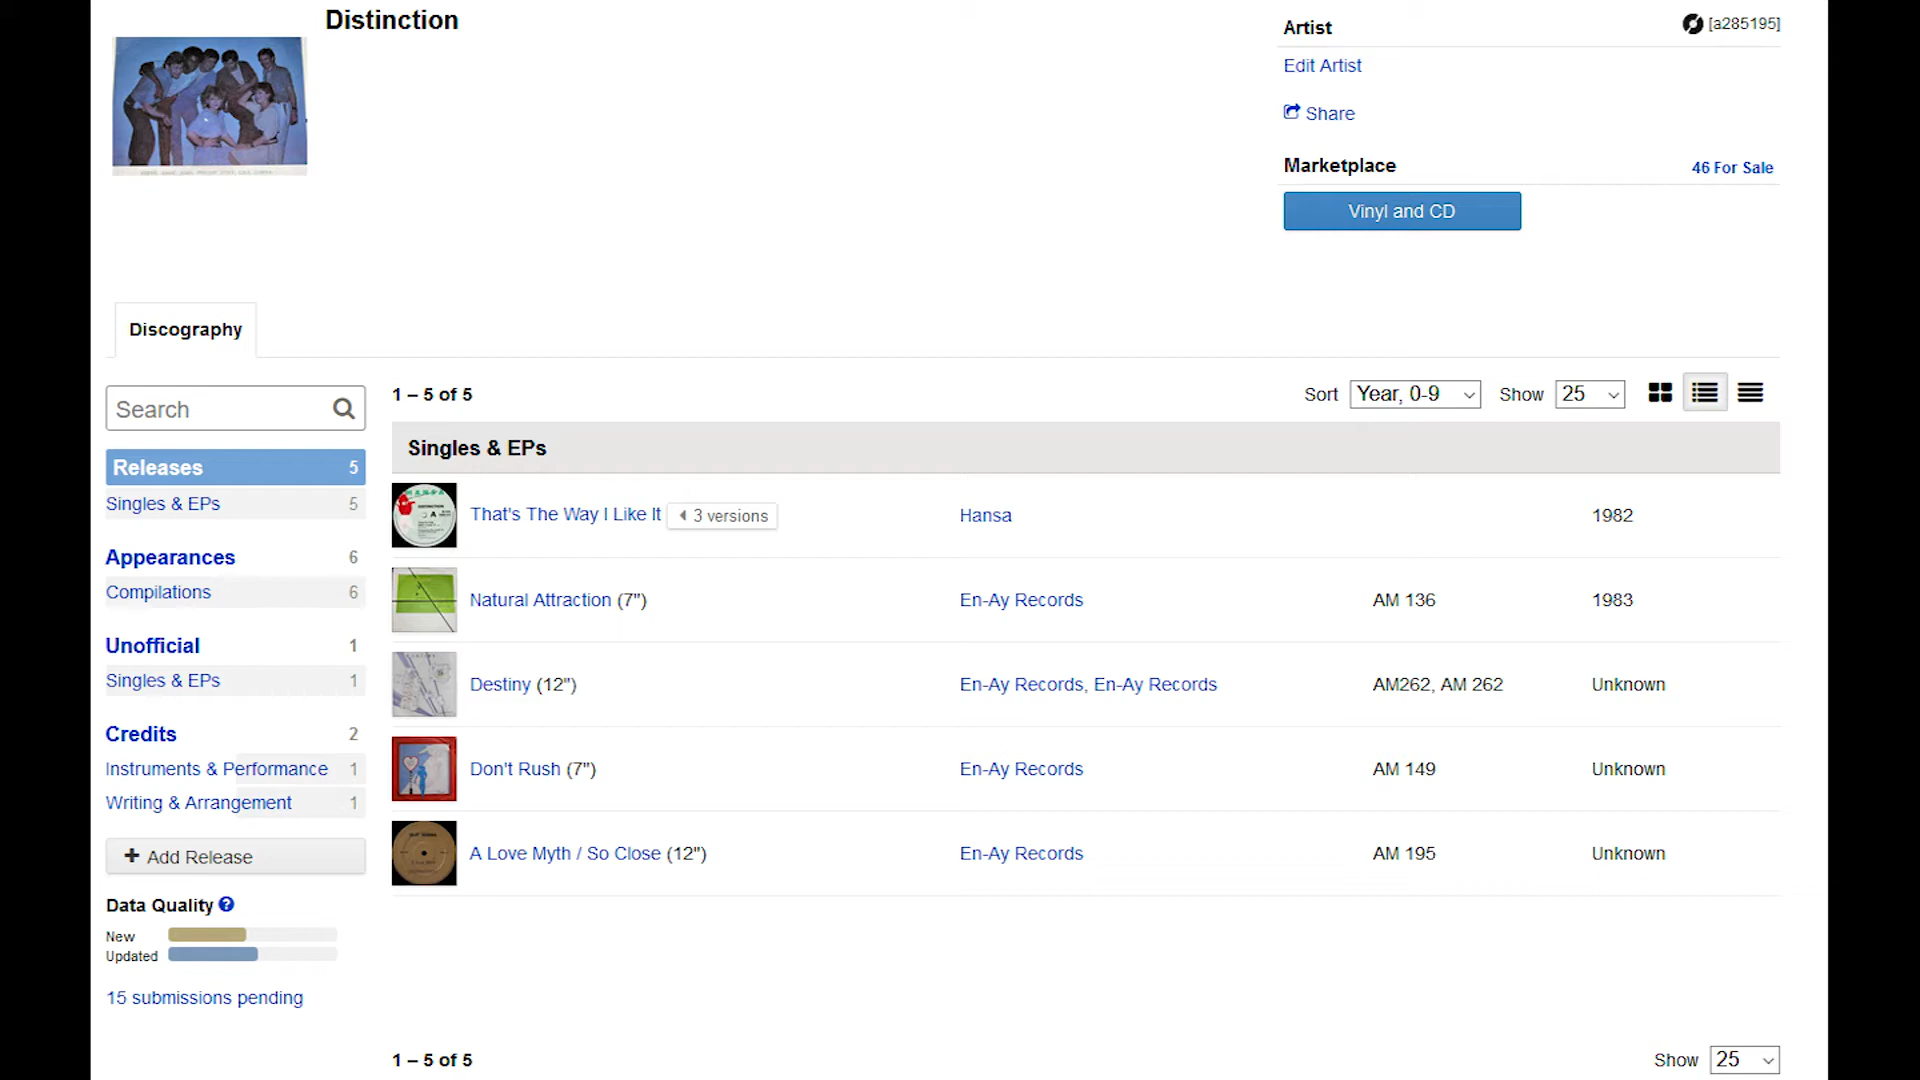 Distinction
Artist
[a285195]
Edit Artist
Share
Marketplace
46 For Sale
Vinyl and CD
Discography
Search
1 – 5 of 5
Sort Year, 0-9 Show 25
Releases 5
Singles & EPs 5
Appearances 6
Compilations 6
Unofficial 1
Singles & EPs 1
Credits 2
Instruments & Performance 1
Writing & Arrangement 1
Add Release
Data Quality ?
New
Updated
15 submissions pending
Singles & EPs
That's The Way I Like It 3 versions Hansa 1982
Natural Attraction (7") En-Ay Records AM 136 1983
Destiny (12") En-Ay Records, En-Ay Records AM262, AM 262 Unknown
Don't Rush (7") En-Ay Records AM 149 Unknown
A Love Myth / So Close (12") En-Ay Records AM 195 Unknown
1 – 5 of 5
Show 25